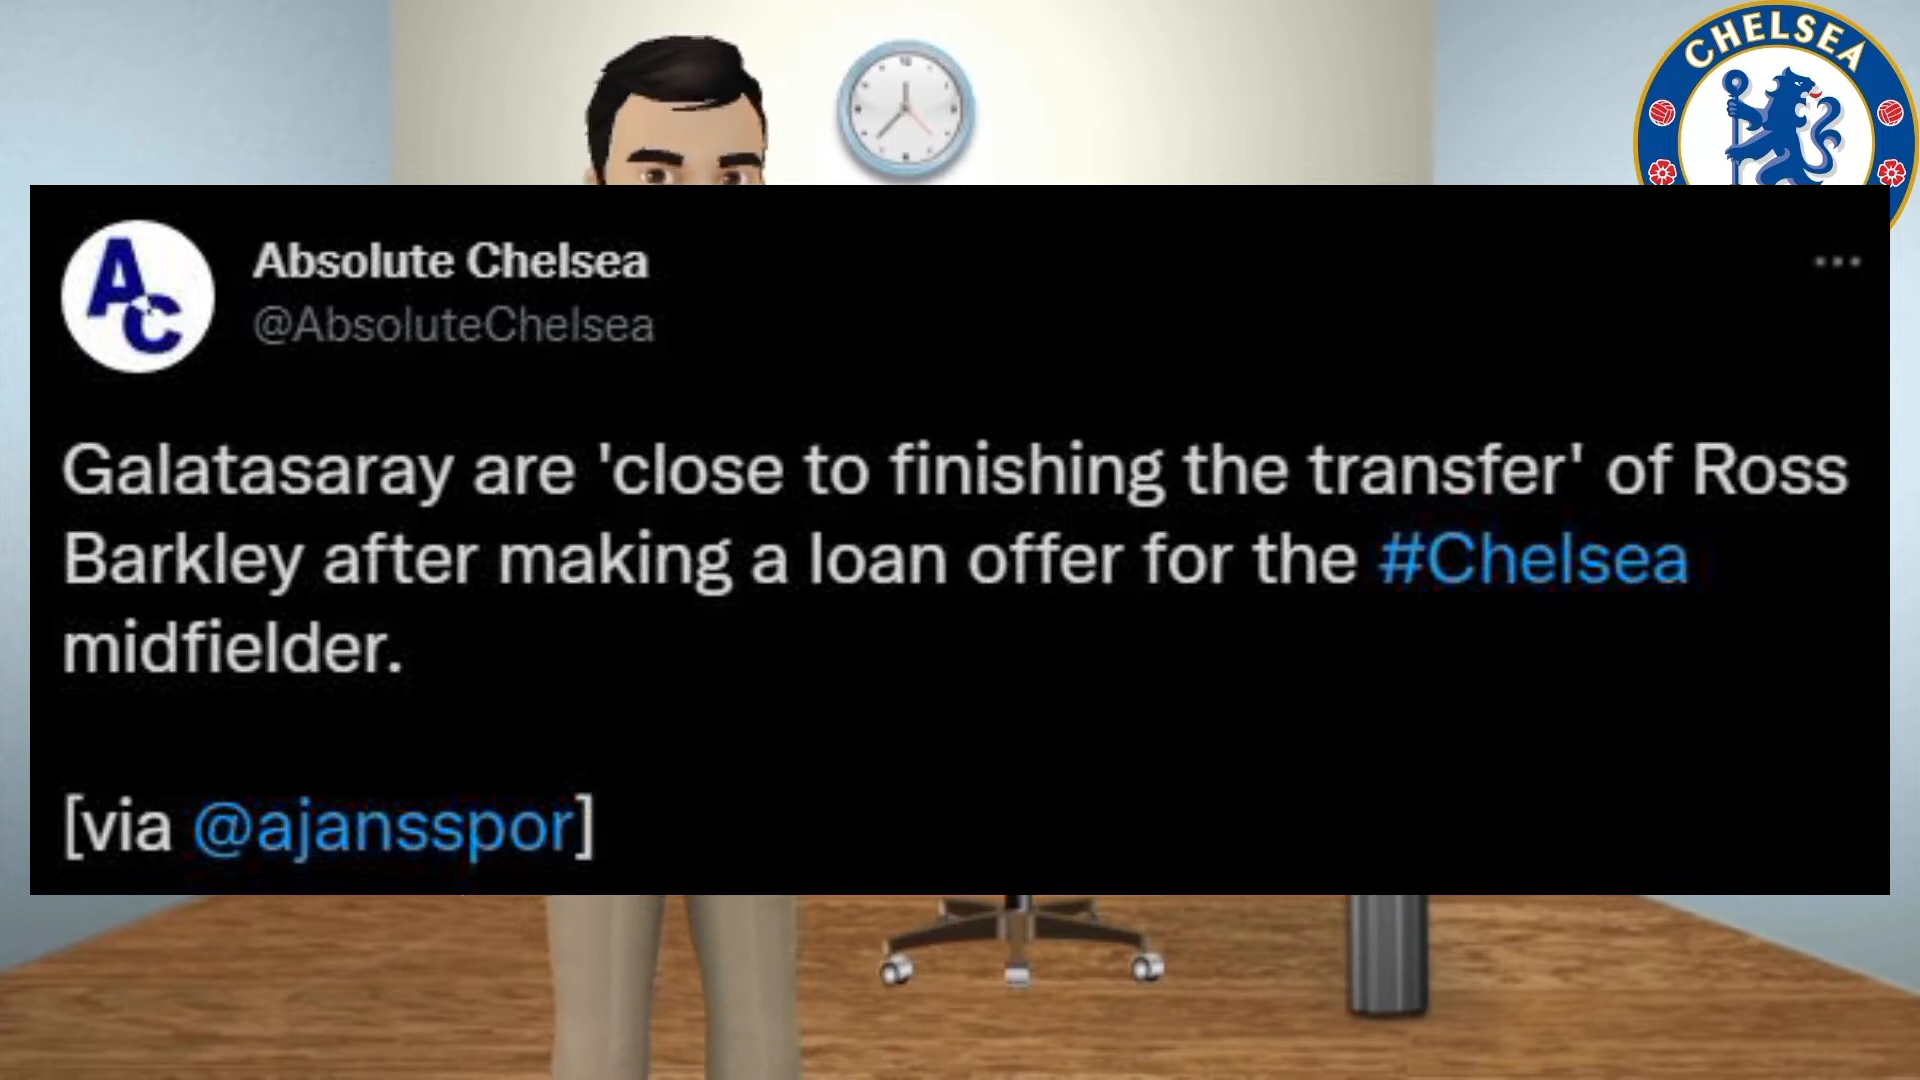 CHELSEA
Absolute Chelsea
@AbsoluteChelsea
Galatasaray are 'close to finishing the transfer' of Ross
Barkley after making a loan offer for the #Chelsea
midfielder.
[via @ajansspor]